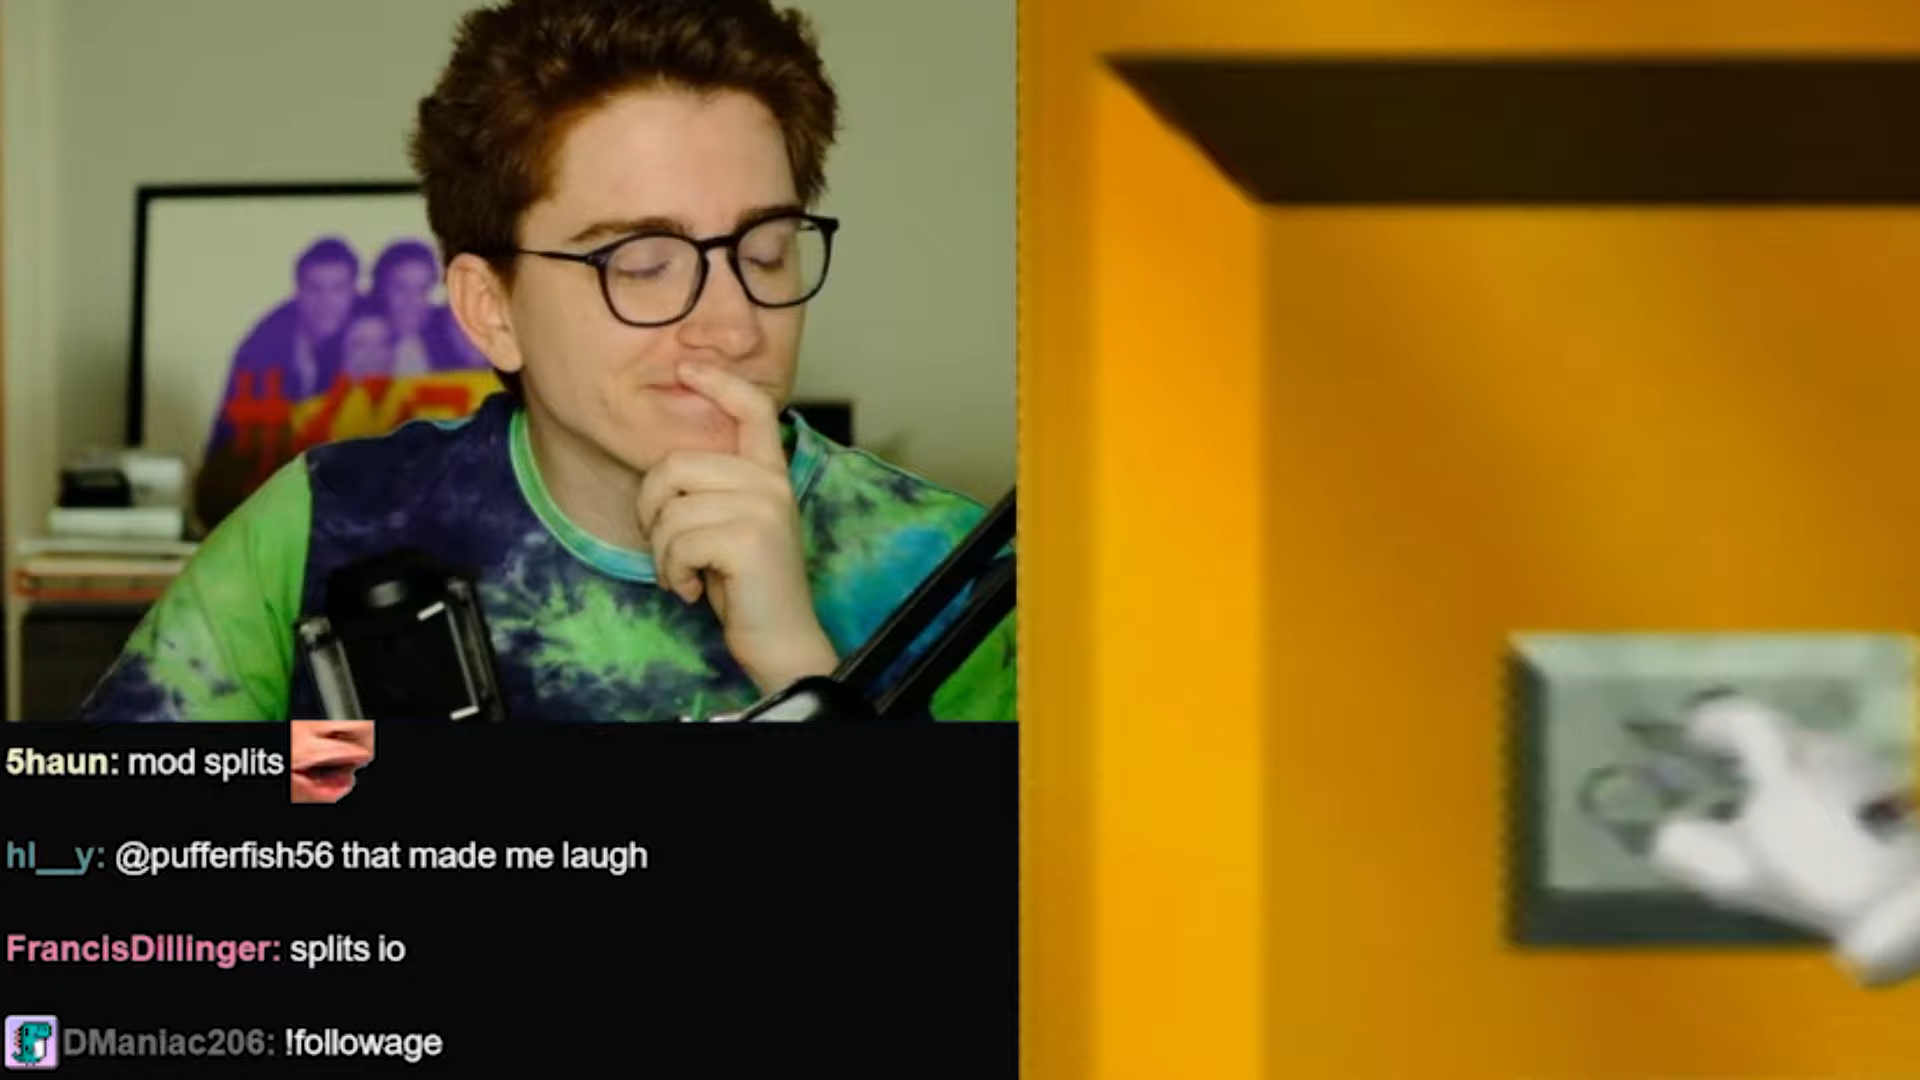 5haun: mod splits
hl__y: @pufferfish56 that made me laugh
FrancisDillinger: splits io
DManiac206: !followage